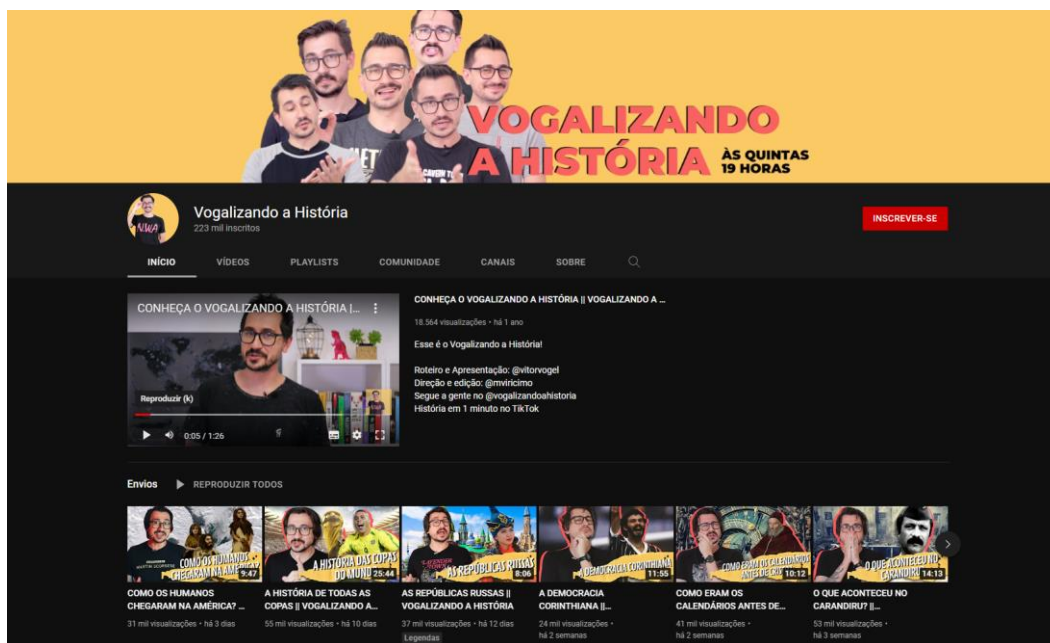 VOGALIZANDO
A HISTÓRIA ÀS QUINTAS
19 HORAS
Vogalizando a História
223 mil inscritos
INSCREVER-SE
INÍCIO VÍDEOS PLAYLISTS COMUNIDADE CANAIS SOBRE
CONHEÇA O VOGALIZANDO A HISTÓRIA |...
Reproduzir (k)
0:05 / 1:26
CONHEÇA O VOGALIZANDO A HISTÓRIA || VOGALIZANDO A ...
18.564 visualizações • há 1 ano
Esse é o Vogalizando a História!
Roteiro e Apresentação: @vitorvogel
Direção e edição: @mviricimo
Segue a gente no @vogalizandoahistoria
História em 1 minuto no TikTok
Envios REPRODUZIR TODOS
COMO OS HUMANOS
CHEGARAM NA AMÉRICA?
9:47
A HISTÓRIA DAS COPAS
DO MUNDO
25:44
AS REPÚBLICAS RUSSAS
8:06
A DEMOCRACIA CORINTHIANA
11:55
COMO ERAM OS CALENDÁRIOS
10:12
O QUE ACONTECEU NO
CARANDIRU?
14:13
COMO OS HUMANOS
CHEGARAM NA AMÉRICA? ...
31 mil visualizações • há 3 dias
A HISTÓRIA DE TODAS AS
COPAS || VOGALIZANDO A...
55 mil visualizações • há 10 dias
AS REPÚBLICAS RUSSAS ||
VOGALIZANDO A HISTÓRIA
37 mil visualizações • há 12 dias
Legendas
A DEMOCRACIA
CORINTHIANA ||...
24 mil visualizações •
há 2 semanas
COMO ERAM OS
CALENDÁRIOS ANTES DE...
41 mil visualizações •
há 2 semanas
O QUE ACONTECEU NO
CARANDIRU? ||...
53 mil visualizações •
há 3 semanas